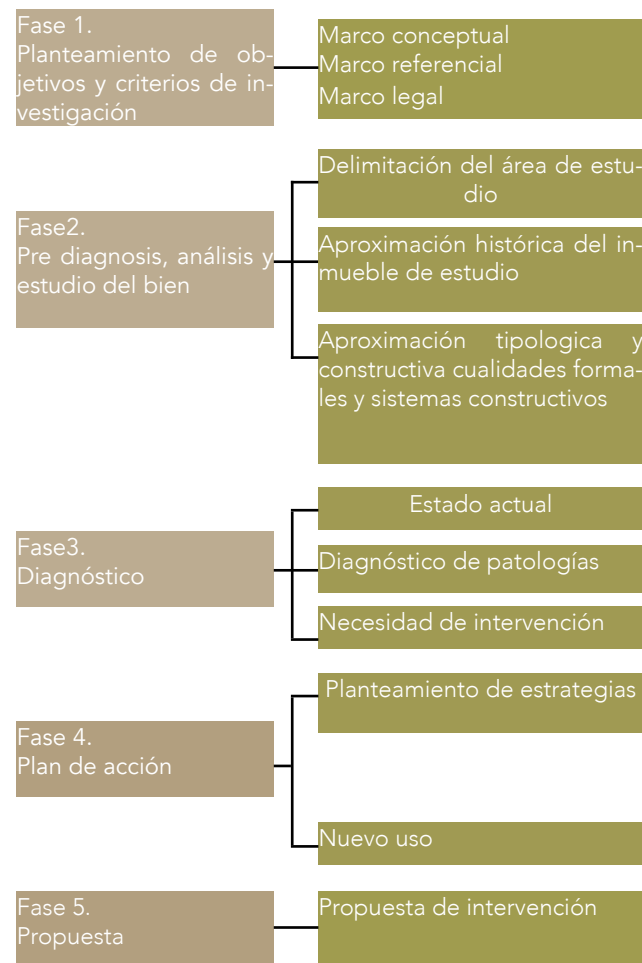 Fase 1.
Planteamiento de ob-
jetivos y criterios de in-
vestigación
Marco conceptual
Marco referencial
Marco legal
Fase2.
Pre diagnosis, análisis y
estudio del bien
Delimitación del área de estu-
dio
Aproximación histórica del in-
mueble de estudio
Aproximación tipologica y
constructiva cualidades forma-
les y sistemas constructivos
Fase3.
Diagnóstico
Estado actual
Diagnóstico de patologías
Necesidad de intervención
Fase 4.
Plan de acción
Planteamiento de estrategias
Nuevo uso
Fase 5.
Propuesta
Propuesta de intervención